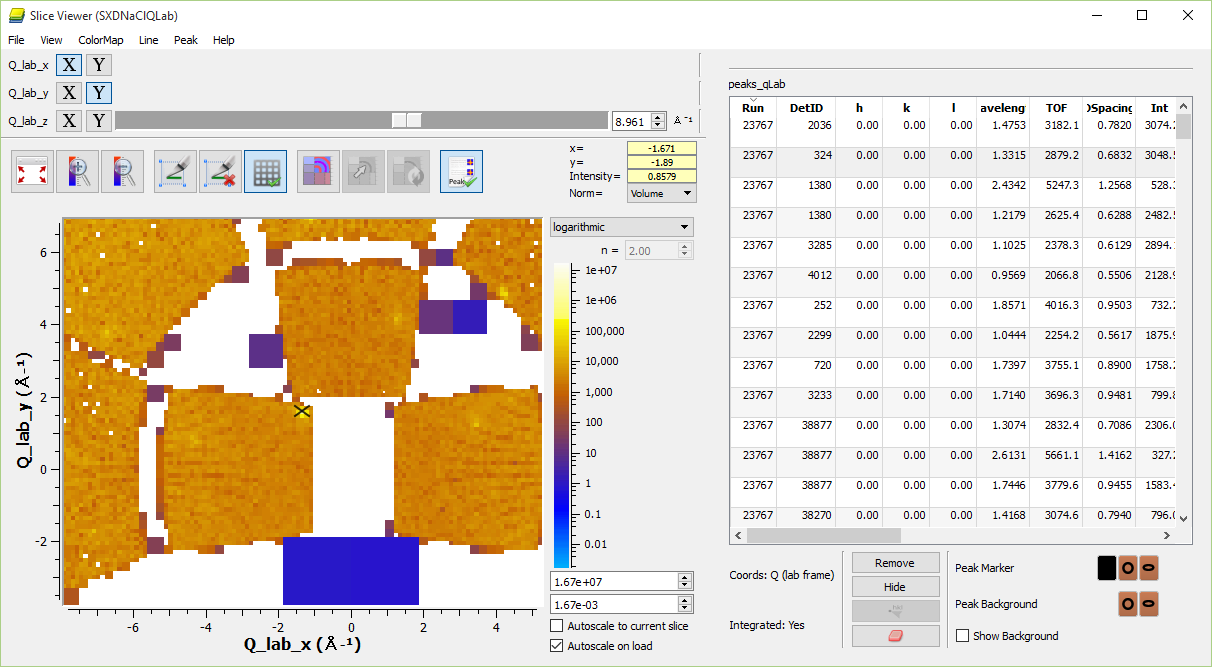 Slice Viewer (SXDNaClQLab)
File View ColorMap Line Peak Help
Q_lab_x X Y
Q_lab_y X Y
Q_lab_z X Y 8.961 Å⁻¹
x= -1.671
y= -1.89
Intensity= 0.8579
Norm= Volume
Peak
logarithmic
n = 2.00
1e+07
1e+06
100,000
10,000
1,000
100
10
1
0.1
0.01
1.67e+07
1.67e-03
Autoscale to current slice
Autoscale on load
Q_lab_y (Å⁻¹)
6
4
2
0
-2
-6 -4 -2 0 2 4
Q_lab_x (Å⁻¹)
peaks_qLab
Run DetID h k l aveleng TOF Spacing Int
23767 2036 0.00 0.00 0.00 1.4753 3182.1 0.7820 3074.
23767 324 0.00 0.00 0.00 1.3315 2879.2 0.6832 3048.
23767 1380 0.00 0.00 0.00 2.4342 5247.3 1.2568 528.
23767 1380 0.00 0.00 0.00 1.2179 2625.4 0.6288 2482.
23767 3285 0.00 0.00 0.00 1.1025 2378.3 0.6129 2894.
23767 4012 0.00 0.00 0.00 0.9569 2066.8 0.5506 2128.
23767 252 0.00 0.00 0.00 1.8571 4016.3 0.9503 732.
23767 2299 0.00 0.00 0.00 1.0444 2254.2 0.5617 1875.
23767 720 0.00 0.00 0.00 1.7397 3755.1 0.8900 1758.
23767 3233 0.00 0.00 0.00 1.7140 3696.3 0.9481 799.
23767 38877 0.00 0.00 0.00 1.3074 2832.4 0.7086 2306.
23767 38877 0.00 0.00 0.00 2.6131 5661.1 1.4162 327.
23767 38877 0.00 0.00 0.00 1.7446 3779.6 0.9455 1583.
23767 38270 0.00 0.00 0.00 1.4168 3074.6 0.7940 796.
Coords: Q (lab frame)
Integrated: Yes
Remove
Hide
Peak Marker
Peak Background
Show Background